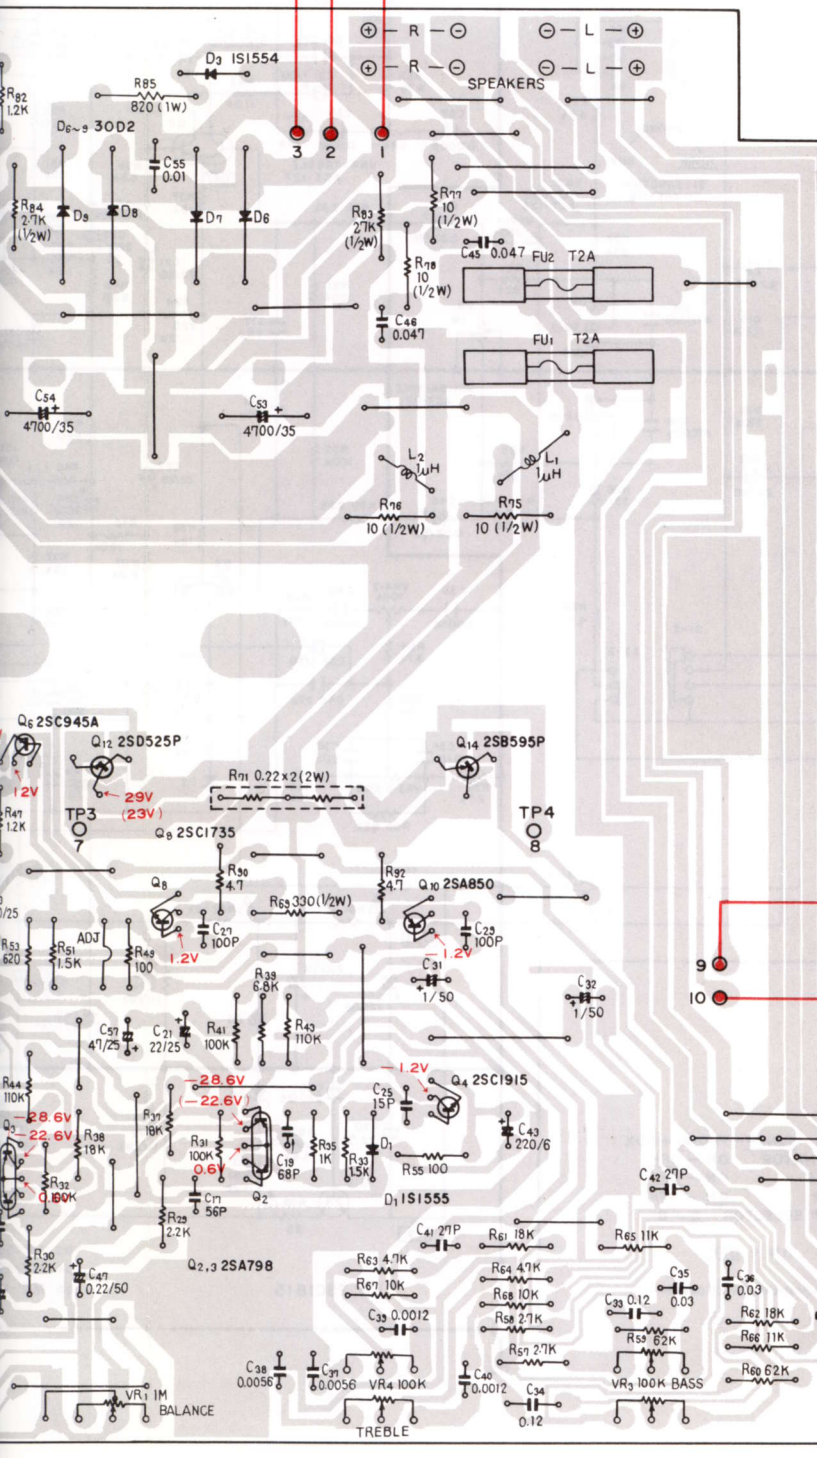 ⊕ — R — ⊖ ⊖ — L — ⊕
⊕ — R — ⊖ ⊖ — L — ⊕
SPEAKERS
D3 IS1554
R85
820 (1W)
R82
1.2K
D6~9 30D2
3 2 1
C55
0.01
R84
2.7K
(1/2W)
D9
D8
D7
D6
R83
27K
(1/2W)
R77
10
(1/2W)
R78
10
(1/2W)
C45 0.047
FU2 T2A
C46
0.047
FU1 T2A
C54
+
4700/35
C53
+
4700/35
L2
1μH
L1
1μH
R76
10 (1/2W)
R75
10 (1/2W)
Q6 2SC945A
Q12 2SD525P
Q14 2SB595P
R71 0.22×2(2W)
12V
29V
(23V)
R47
1.2K
TP3
7
TP4
8
Q8 2SC1735
R90
4.7
R92
4.7
Q8
Q10 2SA850
R69 330(1/2W)
0/25
R53
620
R51
1.5K
ADJ
R49
100
C27
100P
C29
100P
1.2V
−1.2V
C31
+
1/50
C32
+
1/50
9
10
R39
6.8K
C57
47/25
+
C21
22/25
+
R41
100K
R43
110K
−1.2V
Q4 2SC1915
R44
110K
−28.6V
(−22.6V)
C25
15P
−28.6V
−22.6V
Q3
R38
18K
R37
18K
R31
100K
0.6V
C19
68P
R35
1K
R33
1.5K
D1
C43
220/6
+
R55 100
R32
100K
0.6V
C17
56P
Q2
D1 IS1555
C42 27P
R29
2.2K
R30
2.2K
C41 27P
R61 18K
R65 11K
Q2,3 2SA798
C47
0.22/50
+
R63 4.7K
R67 10K
R64 4.7K
R68 10K
R58 2.7K
C35
0.03
C36
0.03
C39 0.0012
C33 0.12
R59 62K
R62 18K
R66 11K
R57 2.7K
R60 62K
C38
0.0056
C37
0.0056
VR4 100K
C40
0.0012
VR3 100K BASS
VR1 1M
BALANCE
C34
0.12
TREBLE